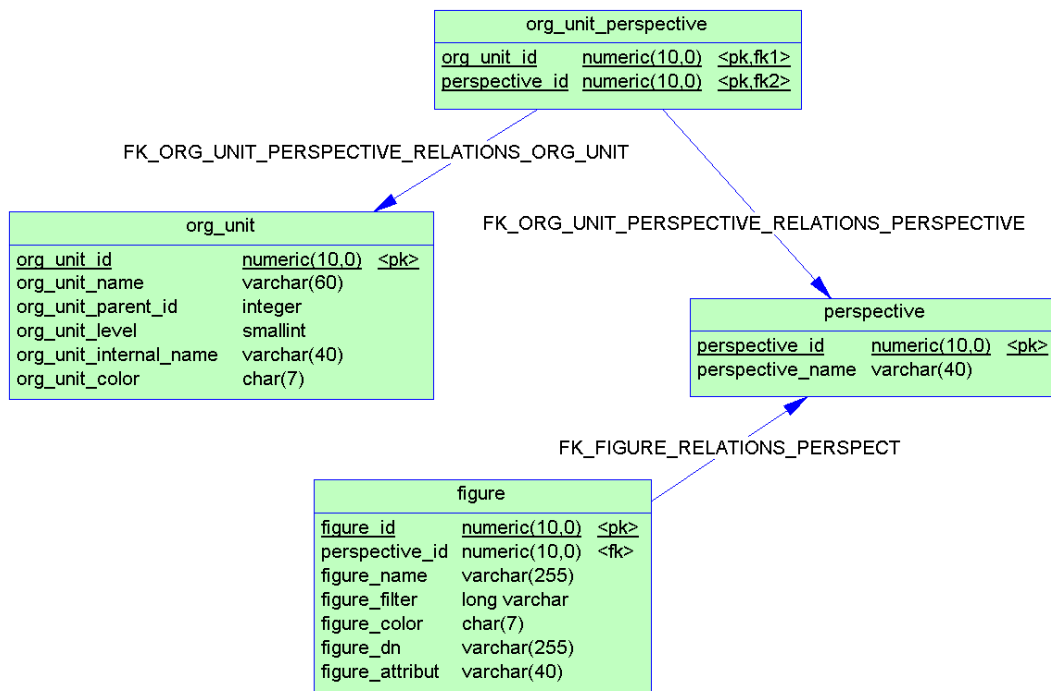 org_unit_perspective
org_unit_id numeric(10,0) <pk,fk1>
perspective_id numeric(10,0) <pk,fk2>
FK_ORG_UNIT_PERSPECTIVE_RELATIONS_ORG_UNIT
FK_ORG_UNIT_PERSPECTIVE_RELATIONS_PERSPECTIVE
org_unit
org_unit_id numeric(10,0) <pk>
org_unit_name varchar(60)
org_unit_parent_id integer
org_unit_level smallint
org_unit_internal_name varchar(40)
org_unit_color char(7)
perspective
perspective_id numeric(10,0) <pk>
perspective_name varchar(40)
FK_FIGURE_RELATIONS_PERSPECT
figure
figure_id numeric(10,0) <pk>
perspective_id numeric(10,0) <fk>
figure_name varchar(255)
figure_filter long varchar
figure_color char(7)
figure_dn varchar(255)
figure_attribut varchar(40)